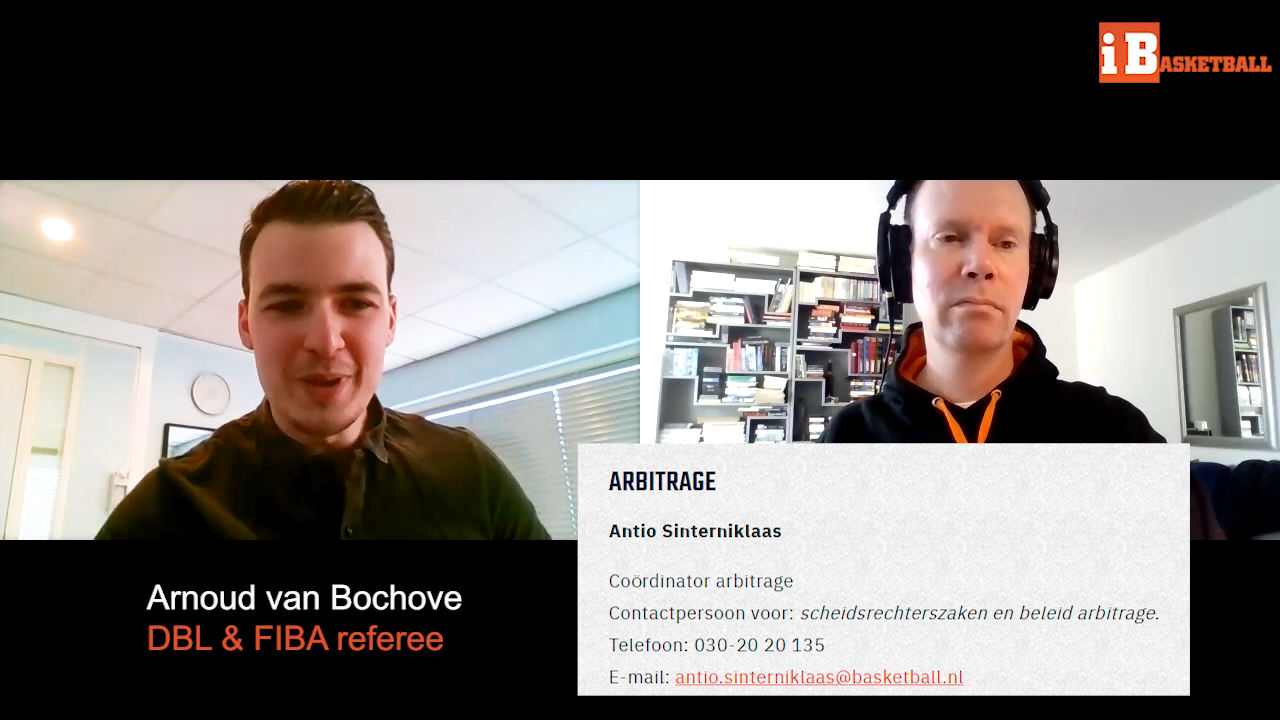 iBASKETBALL
Arnoud van Bochove
DBL & FIBA referee
ARBITRAGE
Antio Sinterniklaas
Coördinator arbitrage
Contactpersoon voor: scheidsrechterszaken en beleid arbitrage.
Telefoon: 030-20 20 135
E-mail: antio.sinterniklaas@basketball.nl